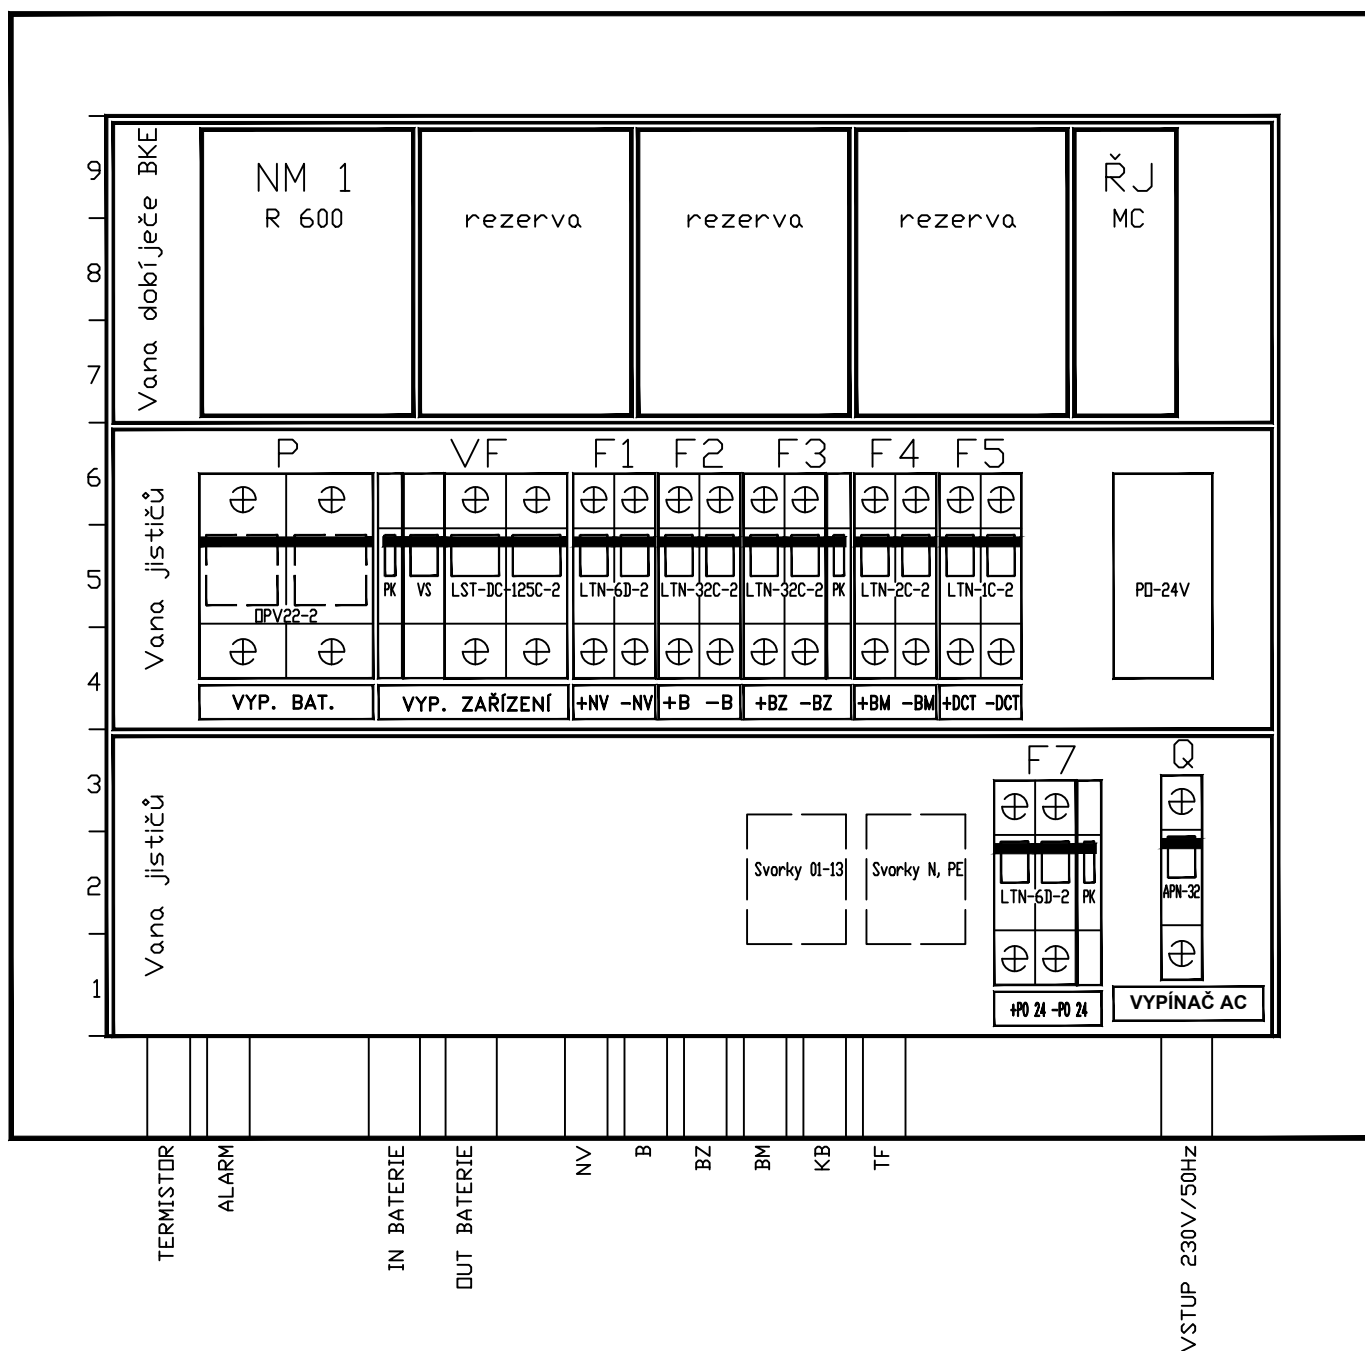 9
8
7
6
5
4
3
2
1
Vana dobíječe BKE
NM 1
R 600
rezerva
rezerva
rezerva
ŘJ
MC
Vana jističů
P
VF
F1
F2
F3
F4
F5
OPV22-2
PK
VS
LST-DC-125C-2
LTN-6D-2
LTN-32C-2
LTN-32C-2
PK
LTN-2C-2
LTN-1C-2
PO-24V
VYP. BAT.
VYP. ZAŘÍZENÍ
+NV -NV
+B -B
+BZ -BZ
+BM -BM
+DCT -DCT
Vana jističů
Svorky 01-13
Svorky N, PE
F7
Q
LTN-6D-2
PK
APN-32
+PO 24 -PO 24
VYPÍNAČ AC
TERMISTOR
ALARM
IN BATERIE
OUT BATERIE
NV
B
BZ
BM
KB
TF
VSTUP 230V/50Hz